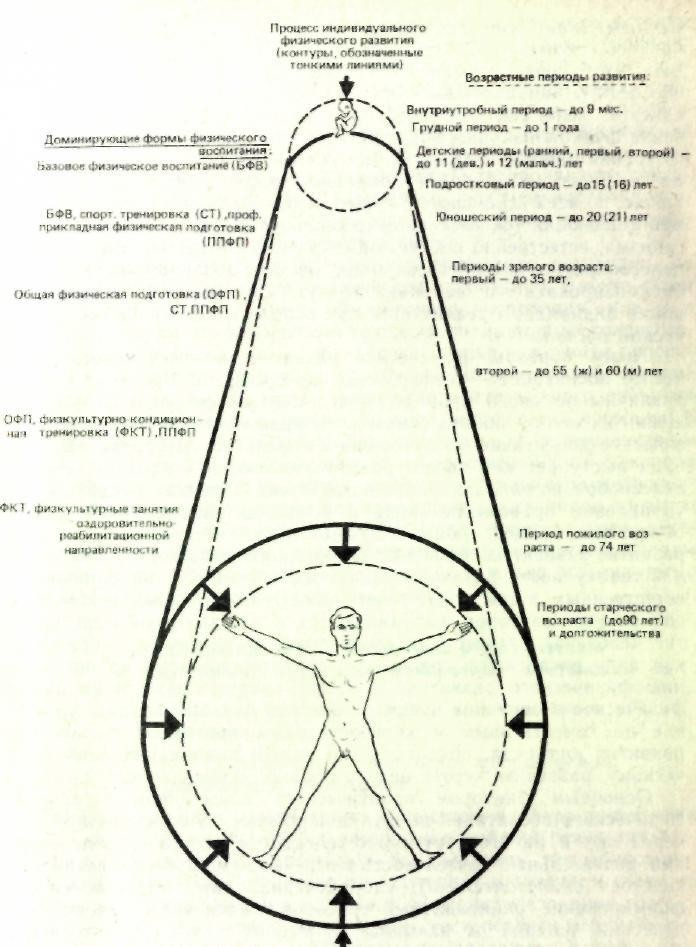 Процесс индивидуального
физического развития
(контуры, обозначенные
тонкими линиями)
Возрастные периоды развития:
Внутриутробный период — до 9 мес.
Грудной период — до 1 года
Доминирующие формы физического
воспитания:
Базовое физическое воспитание (БФВ)
Детские периоды (ранний, первый, второй) —
до 11 (дев.) и 12 (мальч.) лет
Подростковый период — до15 (16) лет.
БФВ, спорт. тренировка (СТ) ,проф.
прикладная физическая подготовка
(ППФП)
Юношеский период — до 20 (21) лет
Периоды зрелого возраста:
первый — до 35 лет,
Общая физическая подготовка (ОФП) ,
СТ,ППФП
второй — до 55 (ж) и 60 (м) лет
ОФП, физкультурно-кондицион-
ная тренировка (ФКТ) ,ППФП
ФКТ, физкультурные занятия
оздоровительно-
реабилитационной
направленности
Период пожилого воз—
раста — до 74 лет
Периоды старческого
возраста (до90 лет)
и долгожительства